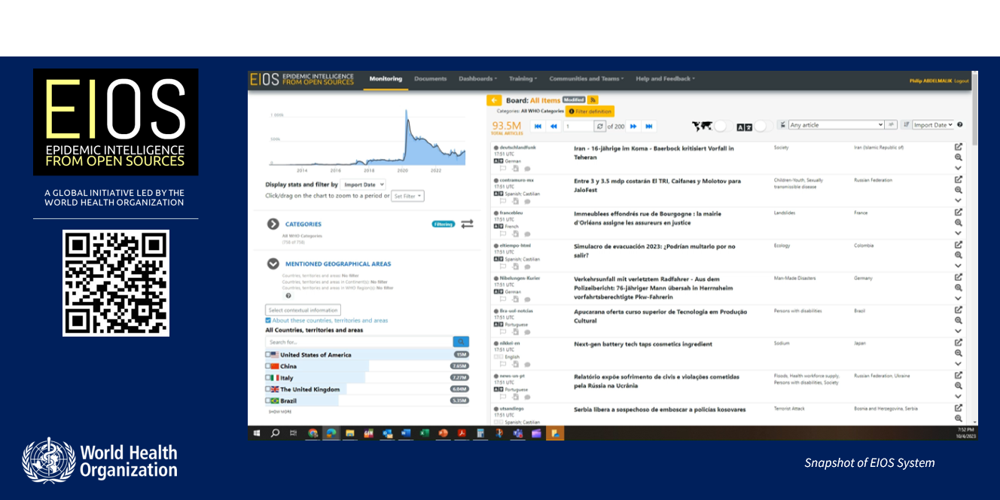 EIOS
EPIDEMIC INTELLIGENCE
FROM OPEN SOURCES
A GLOBAL INITIATIVE LED BY THE
WORLD HEALTH ORGANIZATION
World Health
Organization
EIOS EPIDEMIC INTELLIGENCE
FROM OPEN SOURCES
Monitoring Documents Dashboards Training Communities and Teams Help and Feedback
Philip ABDELMALIK Logout
500k
2014 2016 2018 2020 2022
Display stats and filter by Import Date
Click/drag on the chart to zoom to a period or Set Filter
CATEGORIES Filtering
All WHO Categories
(758 of 758)
MENTIONED GEOGRAPHICAL AREAS
Countries, territories and areas: No filter
Countries, territories and areas in Continent(s): No filter
Countries, territories and areas in WHO Region(s): No filter
Select contextual information
About these countries, territories and areas
All Countries, territories and areas
Search for...
United States of America 15M
China 7.65M
Italy 7.27M
The United Kingdom 6.04M
Brazil 5.35M
SHOW MORE
Board: All Items Modified
Categories: All WHO Categories Filter definition
93.5M
TOTAL ARTICLES
1 of 200
Any article
Import Date
deutschlandfunk
17:51 UTC
German
Iran - 16-jährige im Koma - Baerbock kritisiert Vorfall in
Teheran
Society
Iran (Islamic Republic of)
contramuro-mx
17:51 UTC
Spanish; Castilian
Entre 3 y 3.5 mdp costarán El TRI, Caifanes y Molotov para
JaloFest
Children/Youth, Sexually
transmissible disease
Russian Federation
francebleu
17:51 UTC
French
Immeubles effondrés rue de Bourgogne : la mairie
d'Orléans assigne les assureurs en justice
Landslides
France
eltiempo-html
17:51 UTC
Spanish; Castilian
Simulacro de evacuación 2023: ¿Podrían multarlo por no
salir?
Ecology
Colombia
Nibelungen-Kurier
17:51 UTC
German
Verkehrsunfall mit verletztem Radfahrer - Aus dem
Polizeibericht: 76-jähriger Mann übersah in Herrnsheim
vorfahrtsberechtigte Pkw-Fahrerin
Man-Made Disasters
Germany
Bra-uol-noticias
17:51 UTC
Portuguese
Apucarana oferta curso superior de Tecnologia em Produção
Cultural
Persons with disabilities
Brazil
nikkei-en
17:51 UTC
English
Next-gen battery tech taps cosmetics ingredient
Sodium
Japan
news-un-pt
17:51 UTC
Portuguese
Relatório expõe sofrimento de civis e violações cometidas
pela Rússia na Ucrânia
Floods, Health workforce supply,
Persons with disabilities, Society
Russian Federation, Ukraine
utsandiego
17:51 UTC
Spanish; Castilian
Serbia libera a sospechoso de emboscar a policías kosovares
Terrorist Attack
Bosnia and Herzegovina, Serbia
7:52 PM
10/4/2023
Snapshot of EIOS System